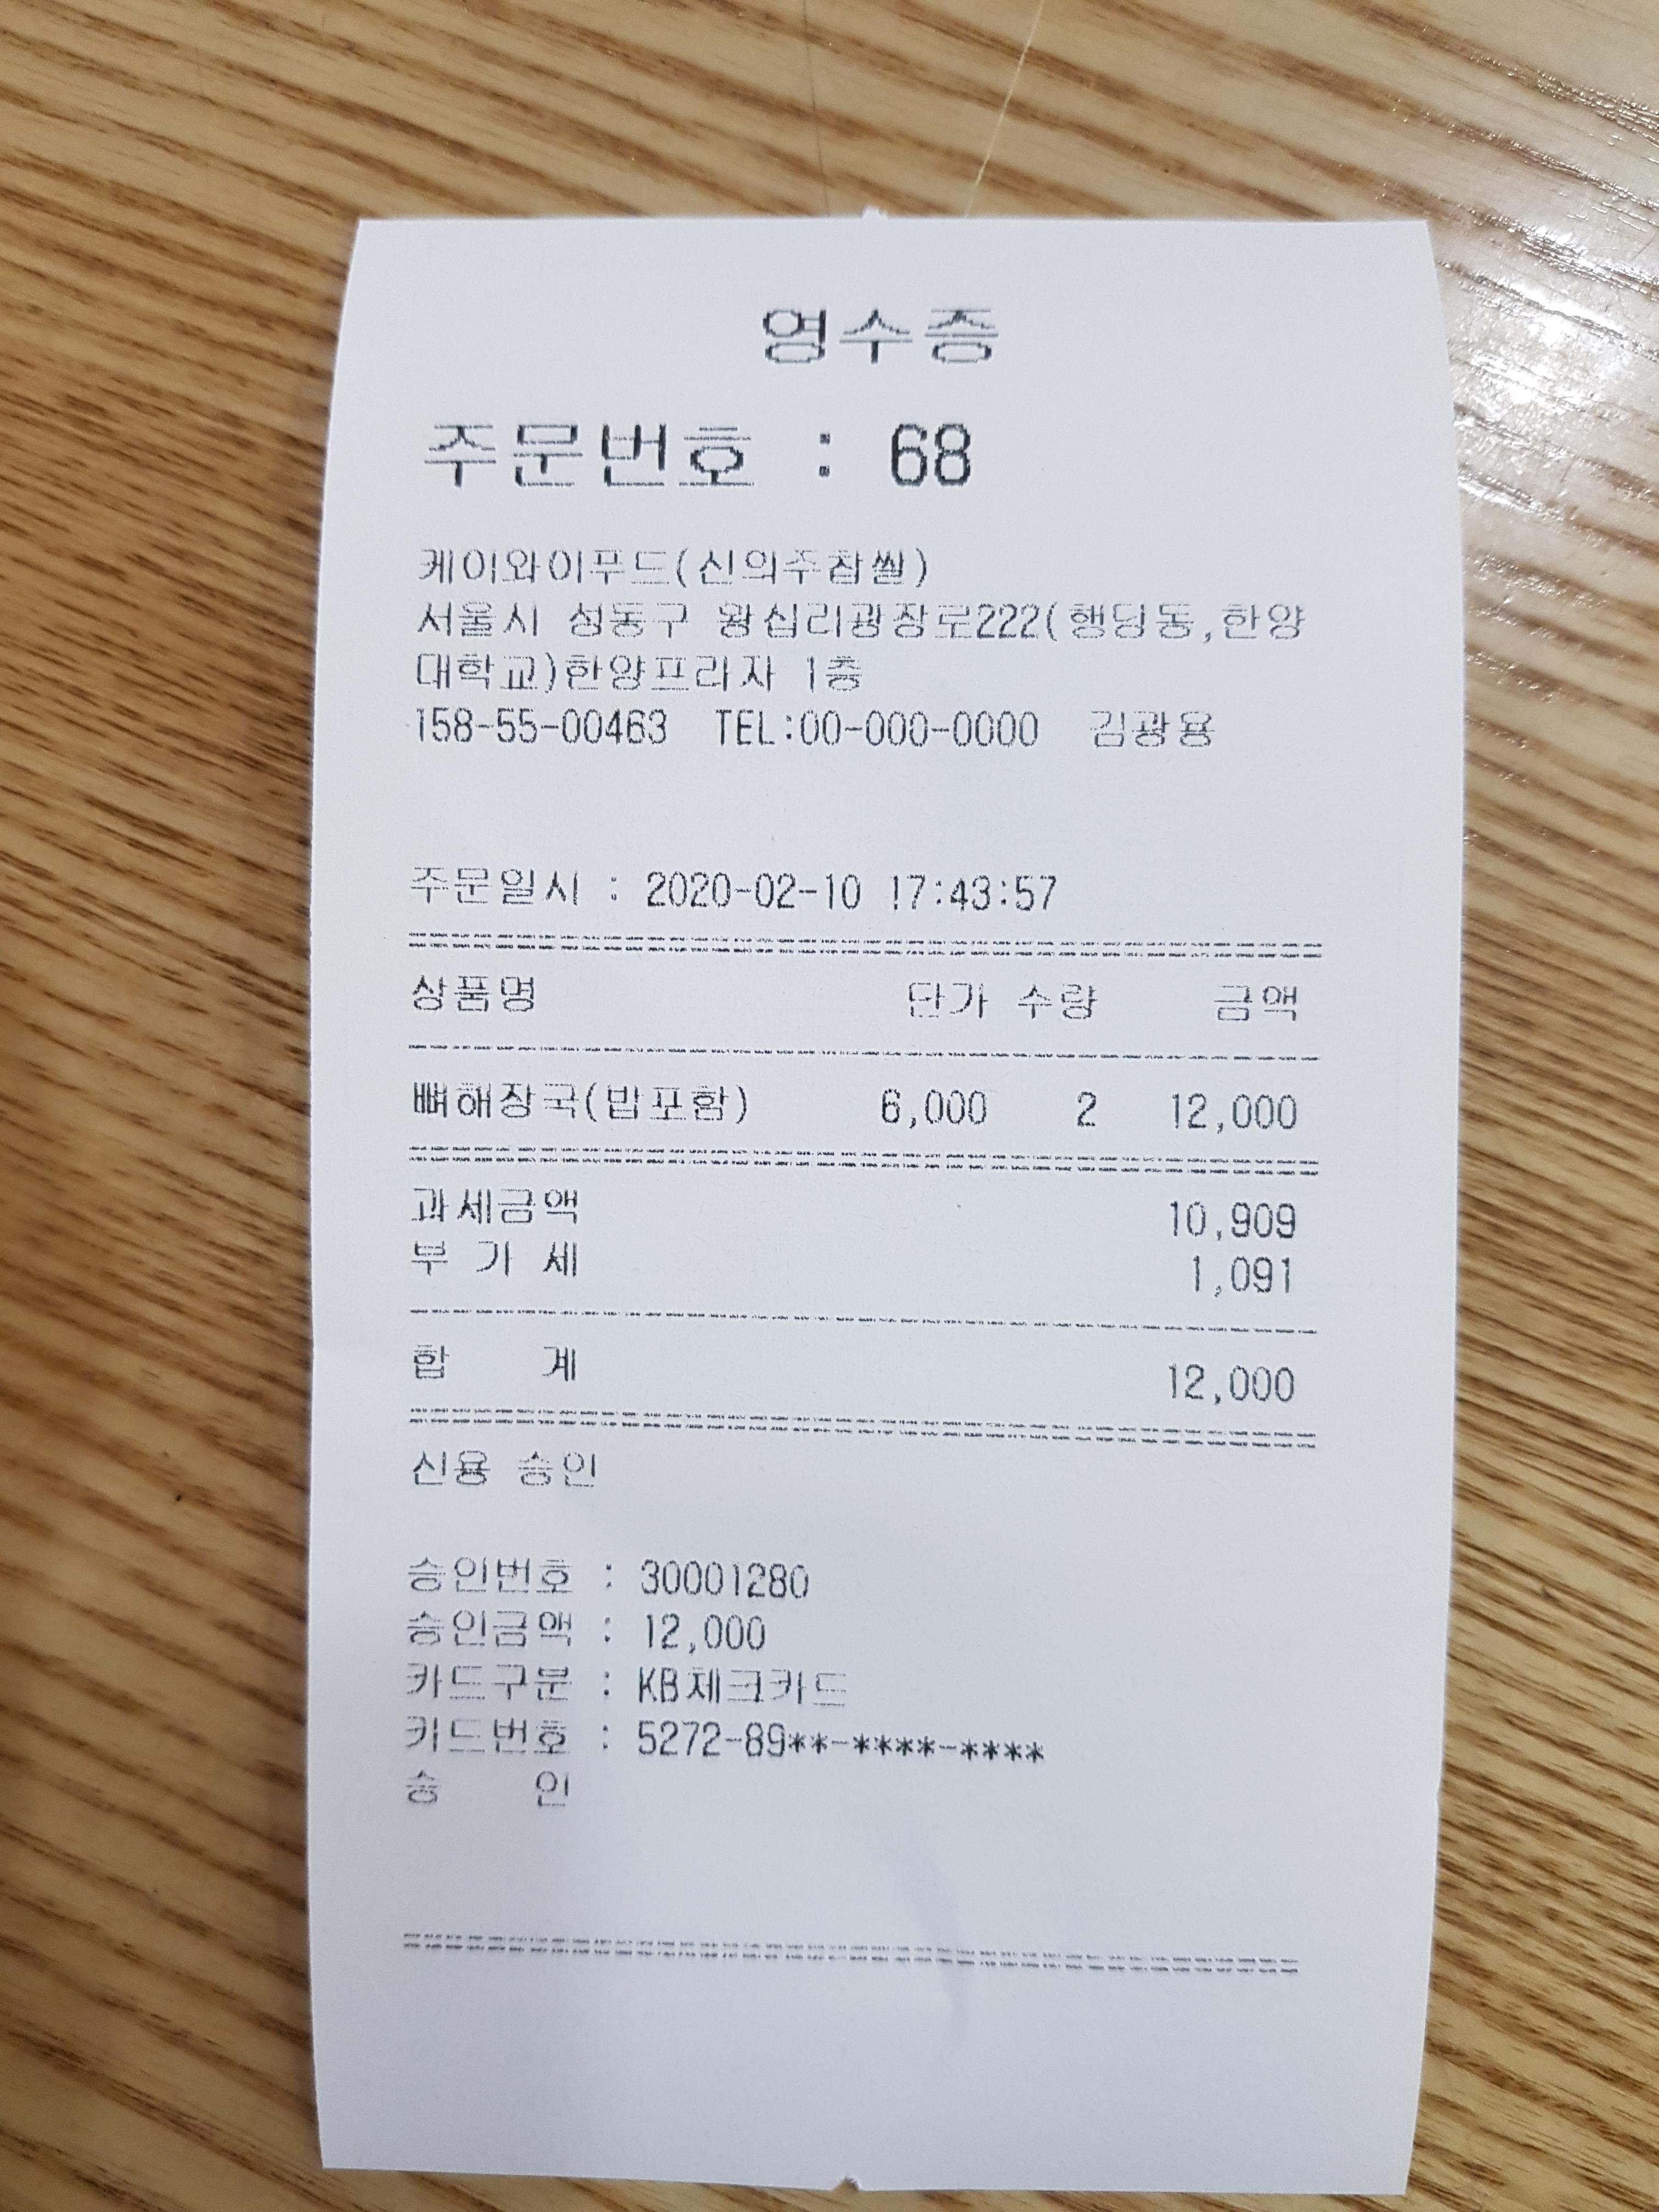 영수증
주문번호 : 68
케이와이푸드(신의주찹쌀)
서울시 성동구 왕십리광장로222(행당동,한양
대학교)한양프라자 1층
158-55-00463 TEL:00-000-0000 김광용
주문일시 : 2020-02-10 17:43:57
상품명 단가 수량 금액
뼈해장국(밥포함) 6,000 2 12,000
과세금액 10,909
부 가 세 1,091
합 계 12,000
신용 승인
승인번호 : 30001280
승인금액 : 12,000
카드구분 : KB체크카드
카드번호 : 5272-89**-****-****
승 인